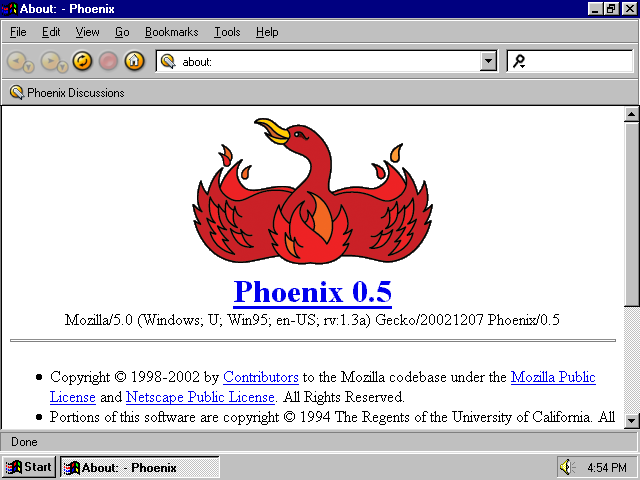 About: - Phoenix
File Edit View Go Bookmarks Tools Help
about:
Phoenix Discussions
Phoenix 0.5
Mozilla/5.0 (Windows; U; Win95; en-US; rv:1.3a) Gecko/20021207 Phoenix/0.5
Copyright © 1998-2002 by Contributors to the Mozilla codebase under the Mozilla Public
License and Netscape Public License. All Rights Reserved.
Portions of this software are copyright © 1994 The Regents of the University of California. All
Done
Start About: - Phoenix 4:54 PM